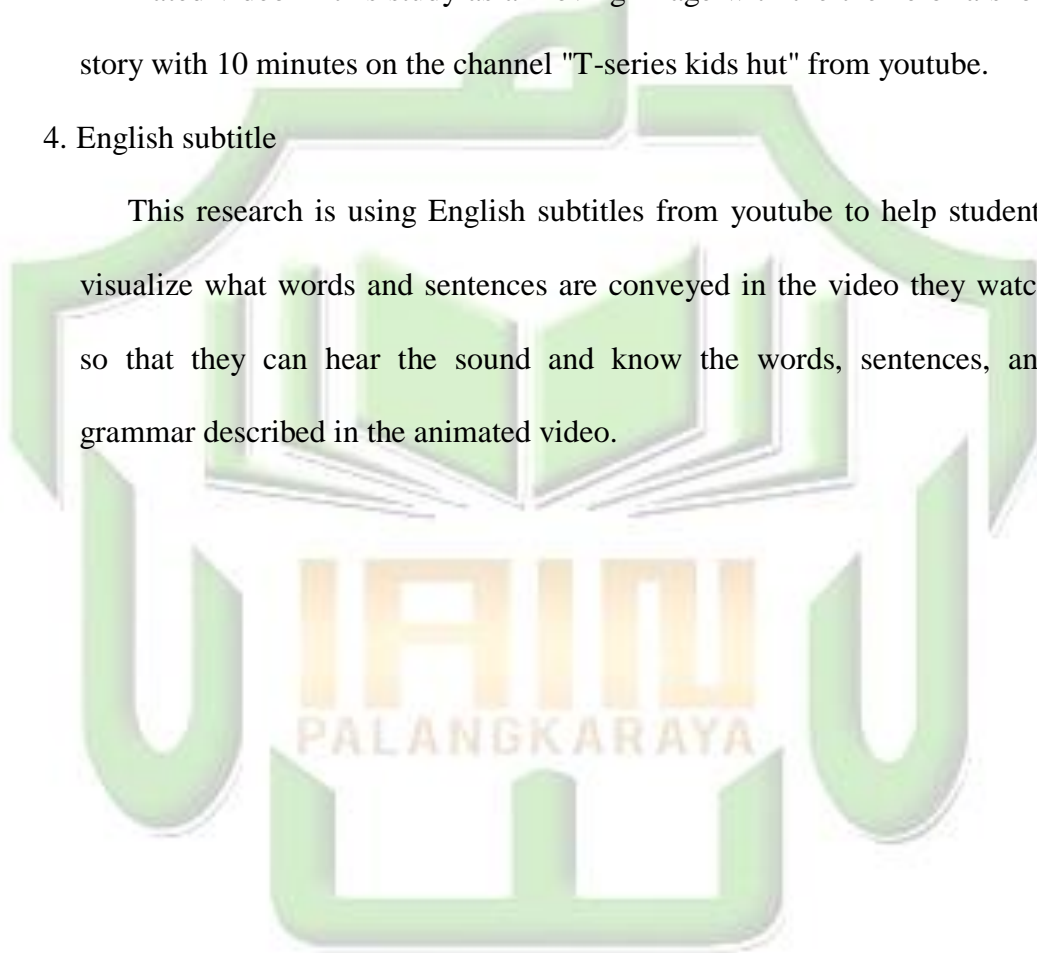 story with 10 minutes on the channel "T-series kids hut" from youtube.
4. English subtitle
This research is using English subtitles from youtube to help student
visualize what words and sentences are conveyed in the video they watc
so that they can hear the sound and know the words, sentences, an
grammar described in the animated video.
IAIN
PALANGKARAYA